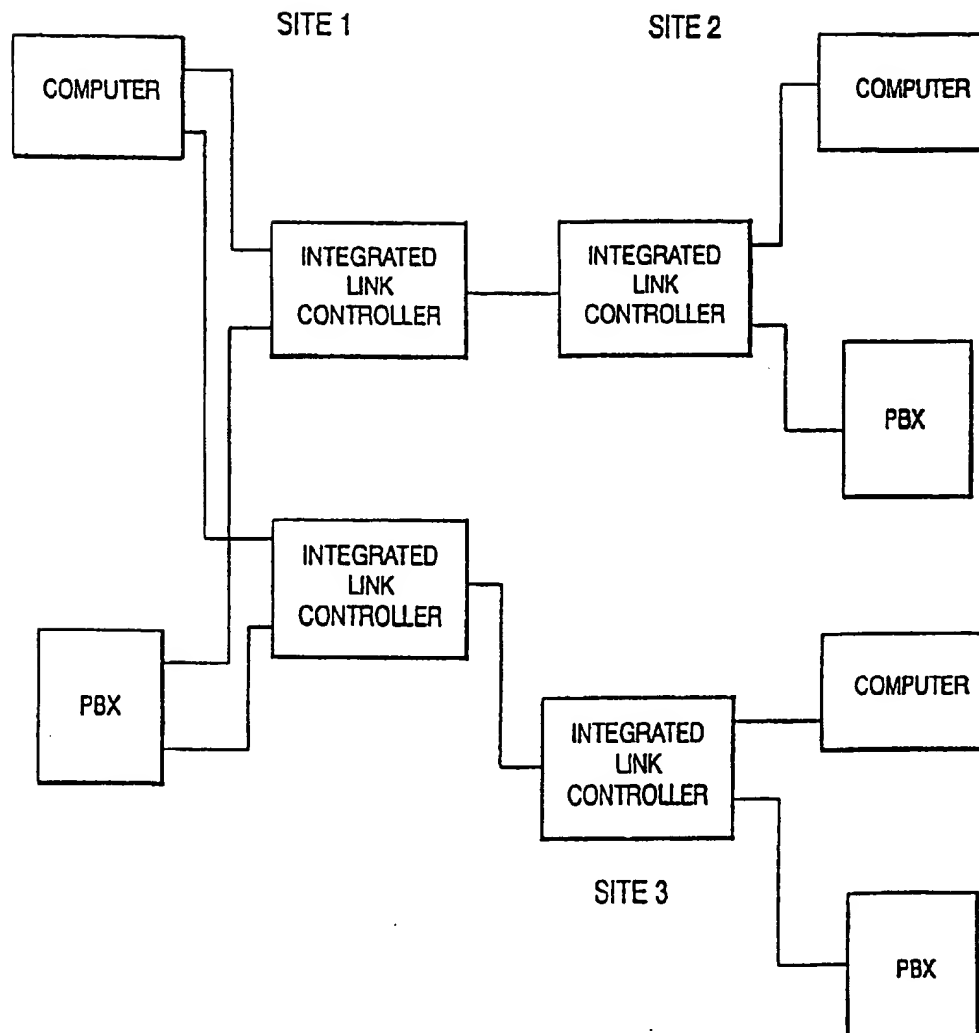 SITE 1
SITE 2
COMPUTER
COMPUTER
INTEGRATED
LINK
CONTROLLER
INTEGRATED
LINK
CONTROLLER
PBX
INTEGRATED
LINK
CONTROLLER
PBX
COMPUTER
INTEGRATED
LINK
CONTROLLER
SITE 3
PBX